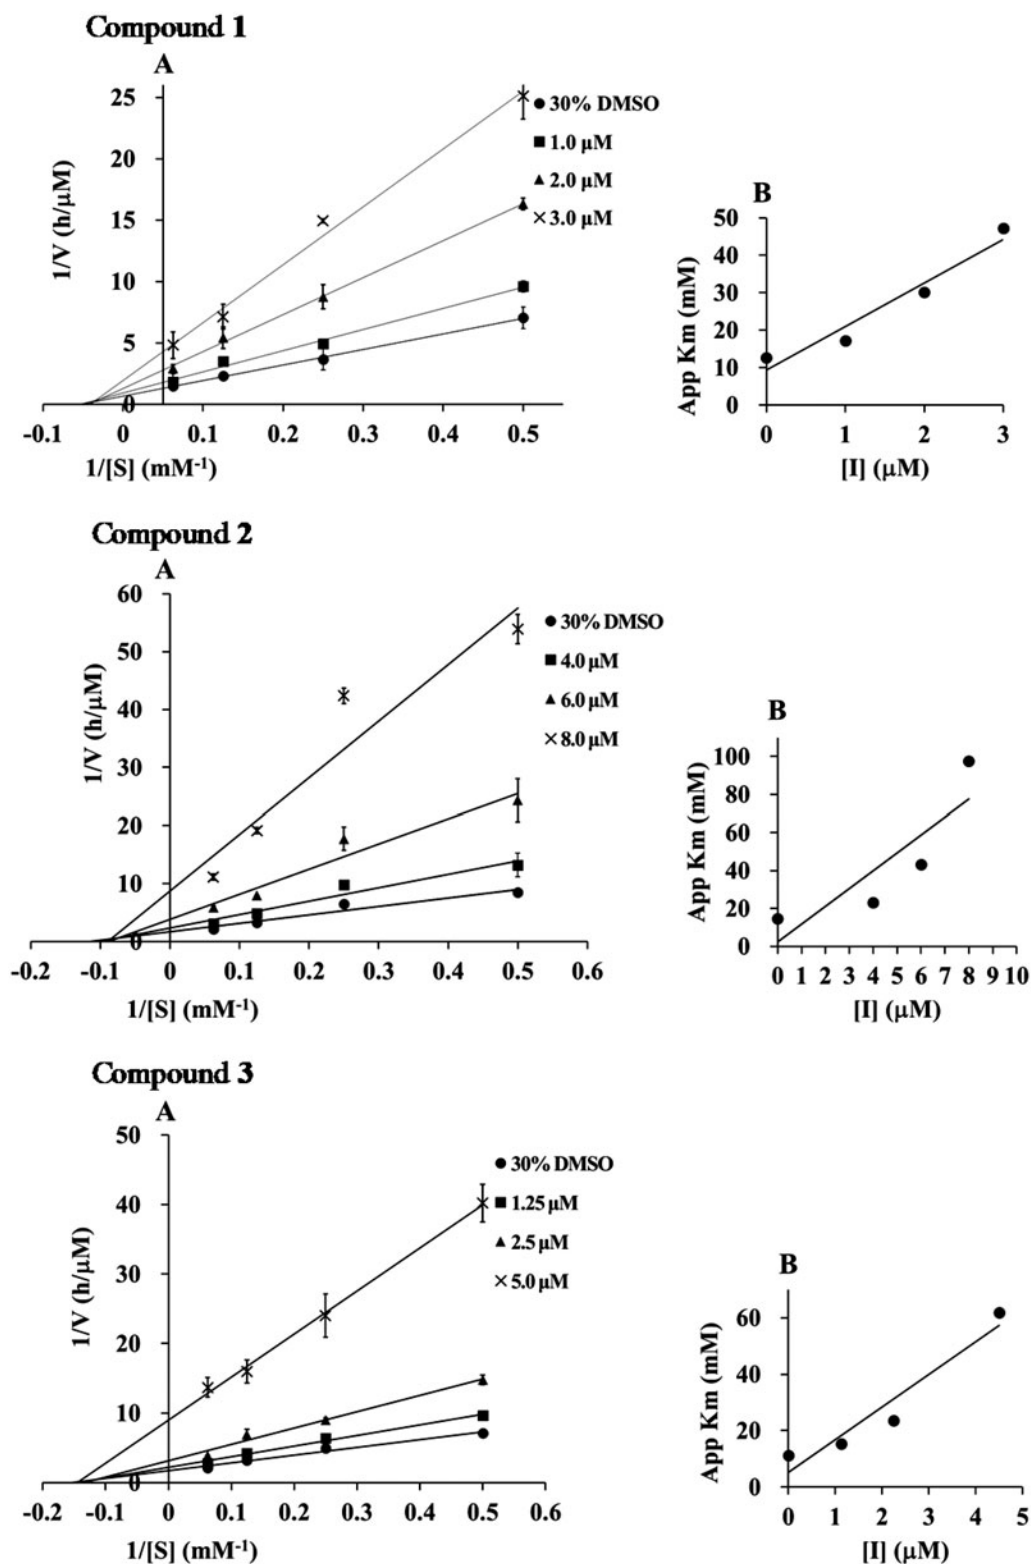 Compound 1
A
25
20
15
10
5
0
1/V (h/μM)
-0.1 0 0.1 0.2 0.3 0.4 0.5
1/[S] (mM⁻¹)
30% DMSO
1.0 μM
2.0 μM
3.0 μM
B
50
40
30
20
10
0
App Km (mM)
0 1 2 3
[I] (μM)
Compound 2
A
60
50
40
30
20
10
0
1/V (h/μM)
-0.2 -0.1 0 0.1 0.2 0.3 0.4 0.5 0.6
1/[S] (mM⁻¹)
30% DMSO
4.0 μM
6.0 μM
8.0 μM
B
100
80
60
40
20
0
App Km (mM)
0 1 2 3 4 5 6 7 8 9 10
[I] (μM)
Compound 3
A
50
40
30
20
10
0
1/V (h/μM)
-0.2 -0.1 0 0.1 0.2 0.3 0.4 0.5 0.6
1/[S] (mM⁻¹)
30% DMSO
1.25 μM
2.5 μM
5.0 μM
B
60
40
20
0
App Km (mM)
0 1 2 3 4 5
[I] (μM)